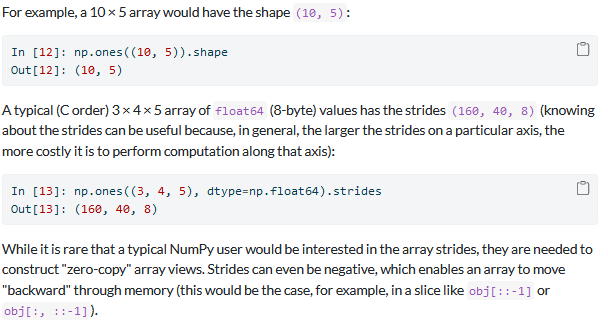 For example, a 10 × 5 array would have the shape (10, 5):
In [12]: np.ones((10, 5)).shape
Out[12]: (10, 5)
A typical (C order) 3 × 4 × 5 array of float64 (8-byte) values has the strides (160, 40, 8) (knowing
about the strides can be useful because, in general, the larger the strides on a particular axis, the
more costly it is to perform computation along that axis):
In [13]: np.ones((3, 4, 5), dtype=np.float64).strides
Out[13]: (160, 40, 8)
While it is rare that a typical NumPy user would be interested in the array strides, they are needed to
construct "zero-copy" array views. Strides can even be negative, which enables an array to move
"backward" through memory (this would be the case, for example, in a slice like obj[::-1] or
obj[:, ::-1]).